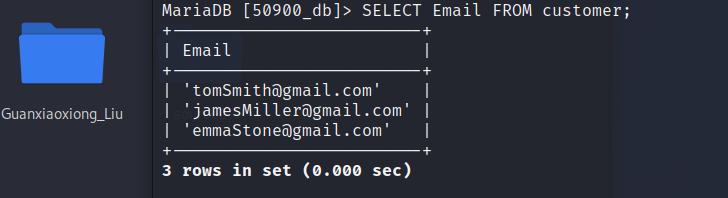 MariaDB [50900_db]> SELECT Email FROM customer;
+---------------------------+
| Email                     |
+---------------------------+
| 'tomSmith@gmail.com'      |
| 'jamesMiller@gmail.com'   |
| 'emmaStone@gmail.com'     |
+---------------------------+
3 rows in set (0.000 sec)
Guanxiaoxiong_Liu